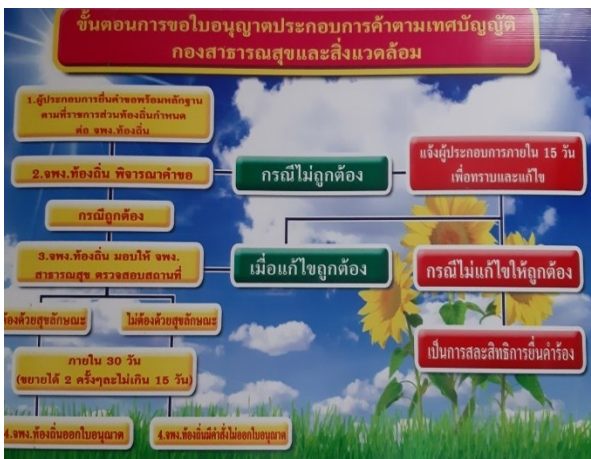 ขั้นตอนการขอใบอนุญาตประกอบการค้าตามเทศบัญญัติ
กองสาธารณสุขและสิ่งแวดล้อม
1.ผู้ประกอบการยื่นคำขอพร้อมหลักฐาน
ตามที่ราชการส่วนท้องถิ่นกำหนด
ต่อ จพง.ท้องถิ่น
2.จพง.ท้องถิ่น พิจารณาคำขอ
กรณีไม่ถูกต้อง
แจ้งผู้ประกอบการภายใน 15 วัน
เพื่อทราบและแก้ไข
กรณีถูกต้อง
3.จพง.ท้องถิ่น มอบให้ จพง.
สาธารณสุข ตรวจสอบสถานที่
เมื่อแก้ไขถูกต้อง
กรณีไม่แก้ไขให้ถูกต้อง
ต้องด้วยสุขลักษณะ
ไม่ต้องด้วยสุขลักษณะ
ภายใน 30 วัน
(ขยายได้ 2 ครั้งๆละไม่เกิน 15 วัน)
เป็นการสละสิทธิการยื่นคำร้อง
4.จพง.ท้องถิ่นออกใบอนุญาต
4.จพง.ท้องถิ่นมีคำสั่งไม่ออกใบอนุญาต